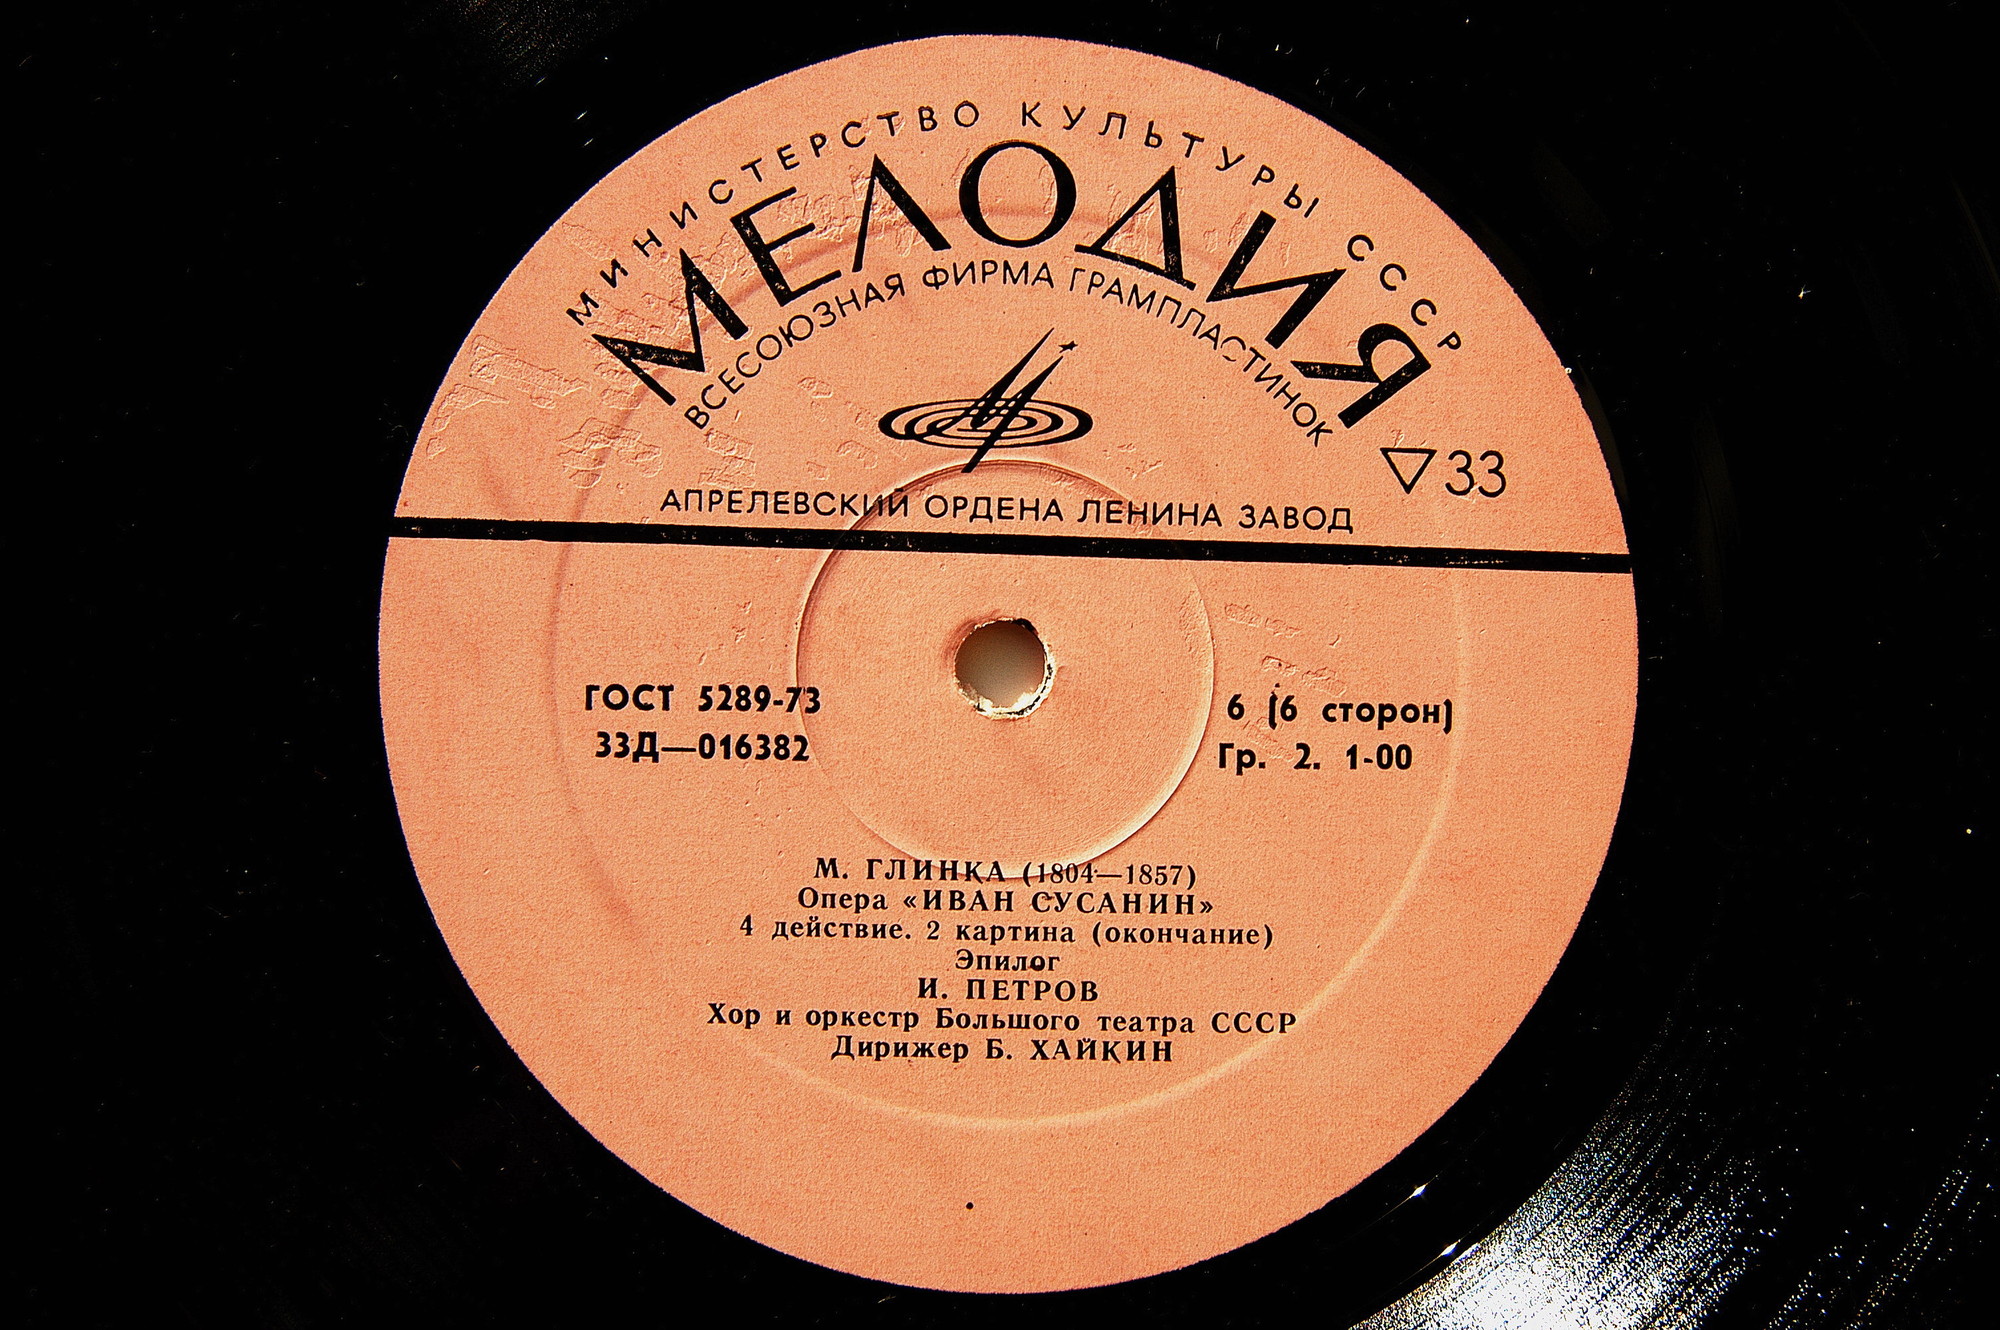 МИНИСТЕРСТВО КУЛЬТУРЫ СССР
МЕЛОДИЯ
ВСЕСОЮЗНАЯ ФИРМА ГРАМПЛАСТИНОК
▽33
АПРЕЛЕВСКИЙ ОРДЕНА ЛЕНИНА ЗАВОД
ГОСТ 5289-73
33Д—016382
6 (6 сторон)
Гр. 2. 1-00
М. ГЛИНКА (1804—1857)
Опера «ИВАН СУСАНИН»
4 действие. 2 картина (окончание)
Эпилог
И. ПЕТРОВ
Хор и оркестр Большого театра СССР
Дирижер Б. ХАЙКИН